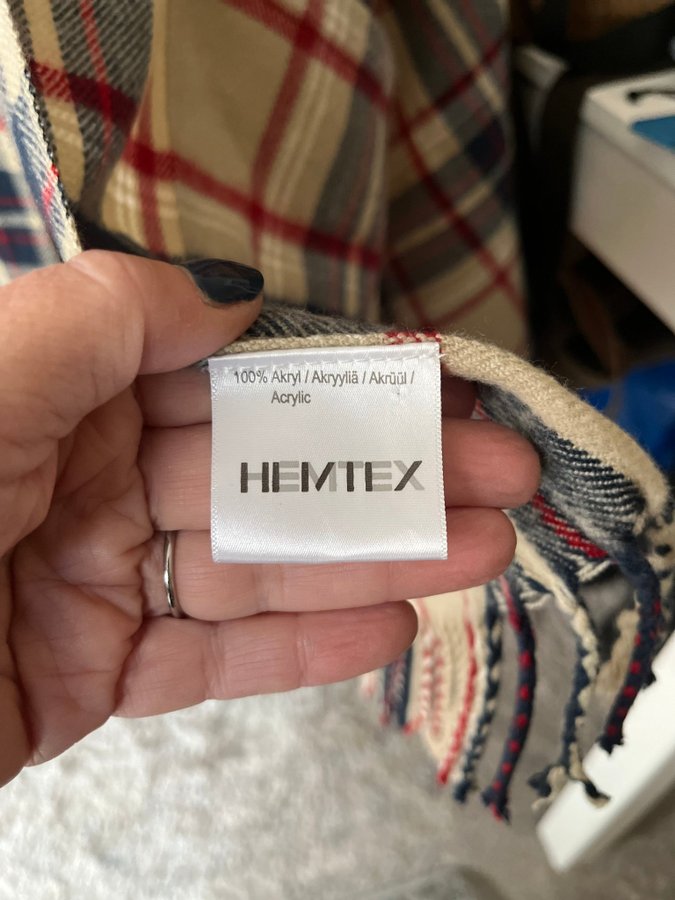 100% Akryl / Akryyliä / Akrüül /
Acrylic
HEMTEX